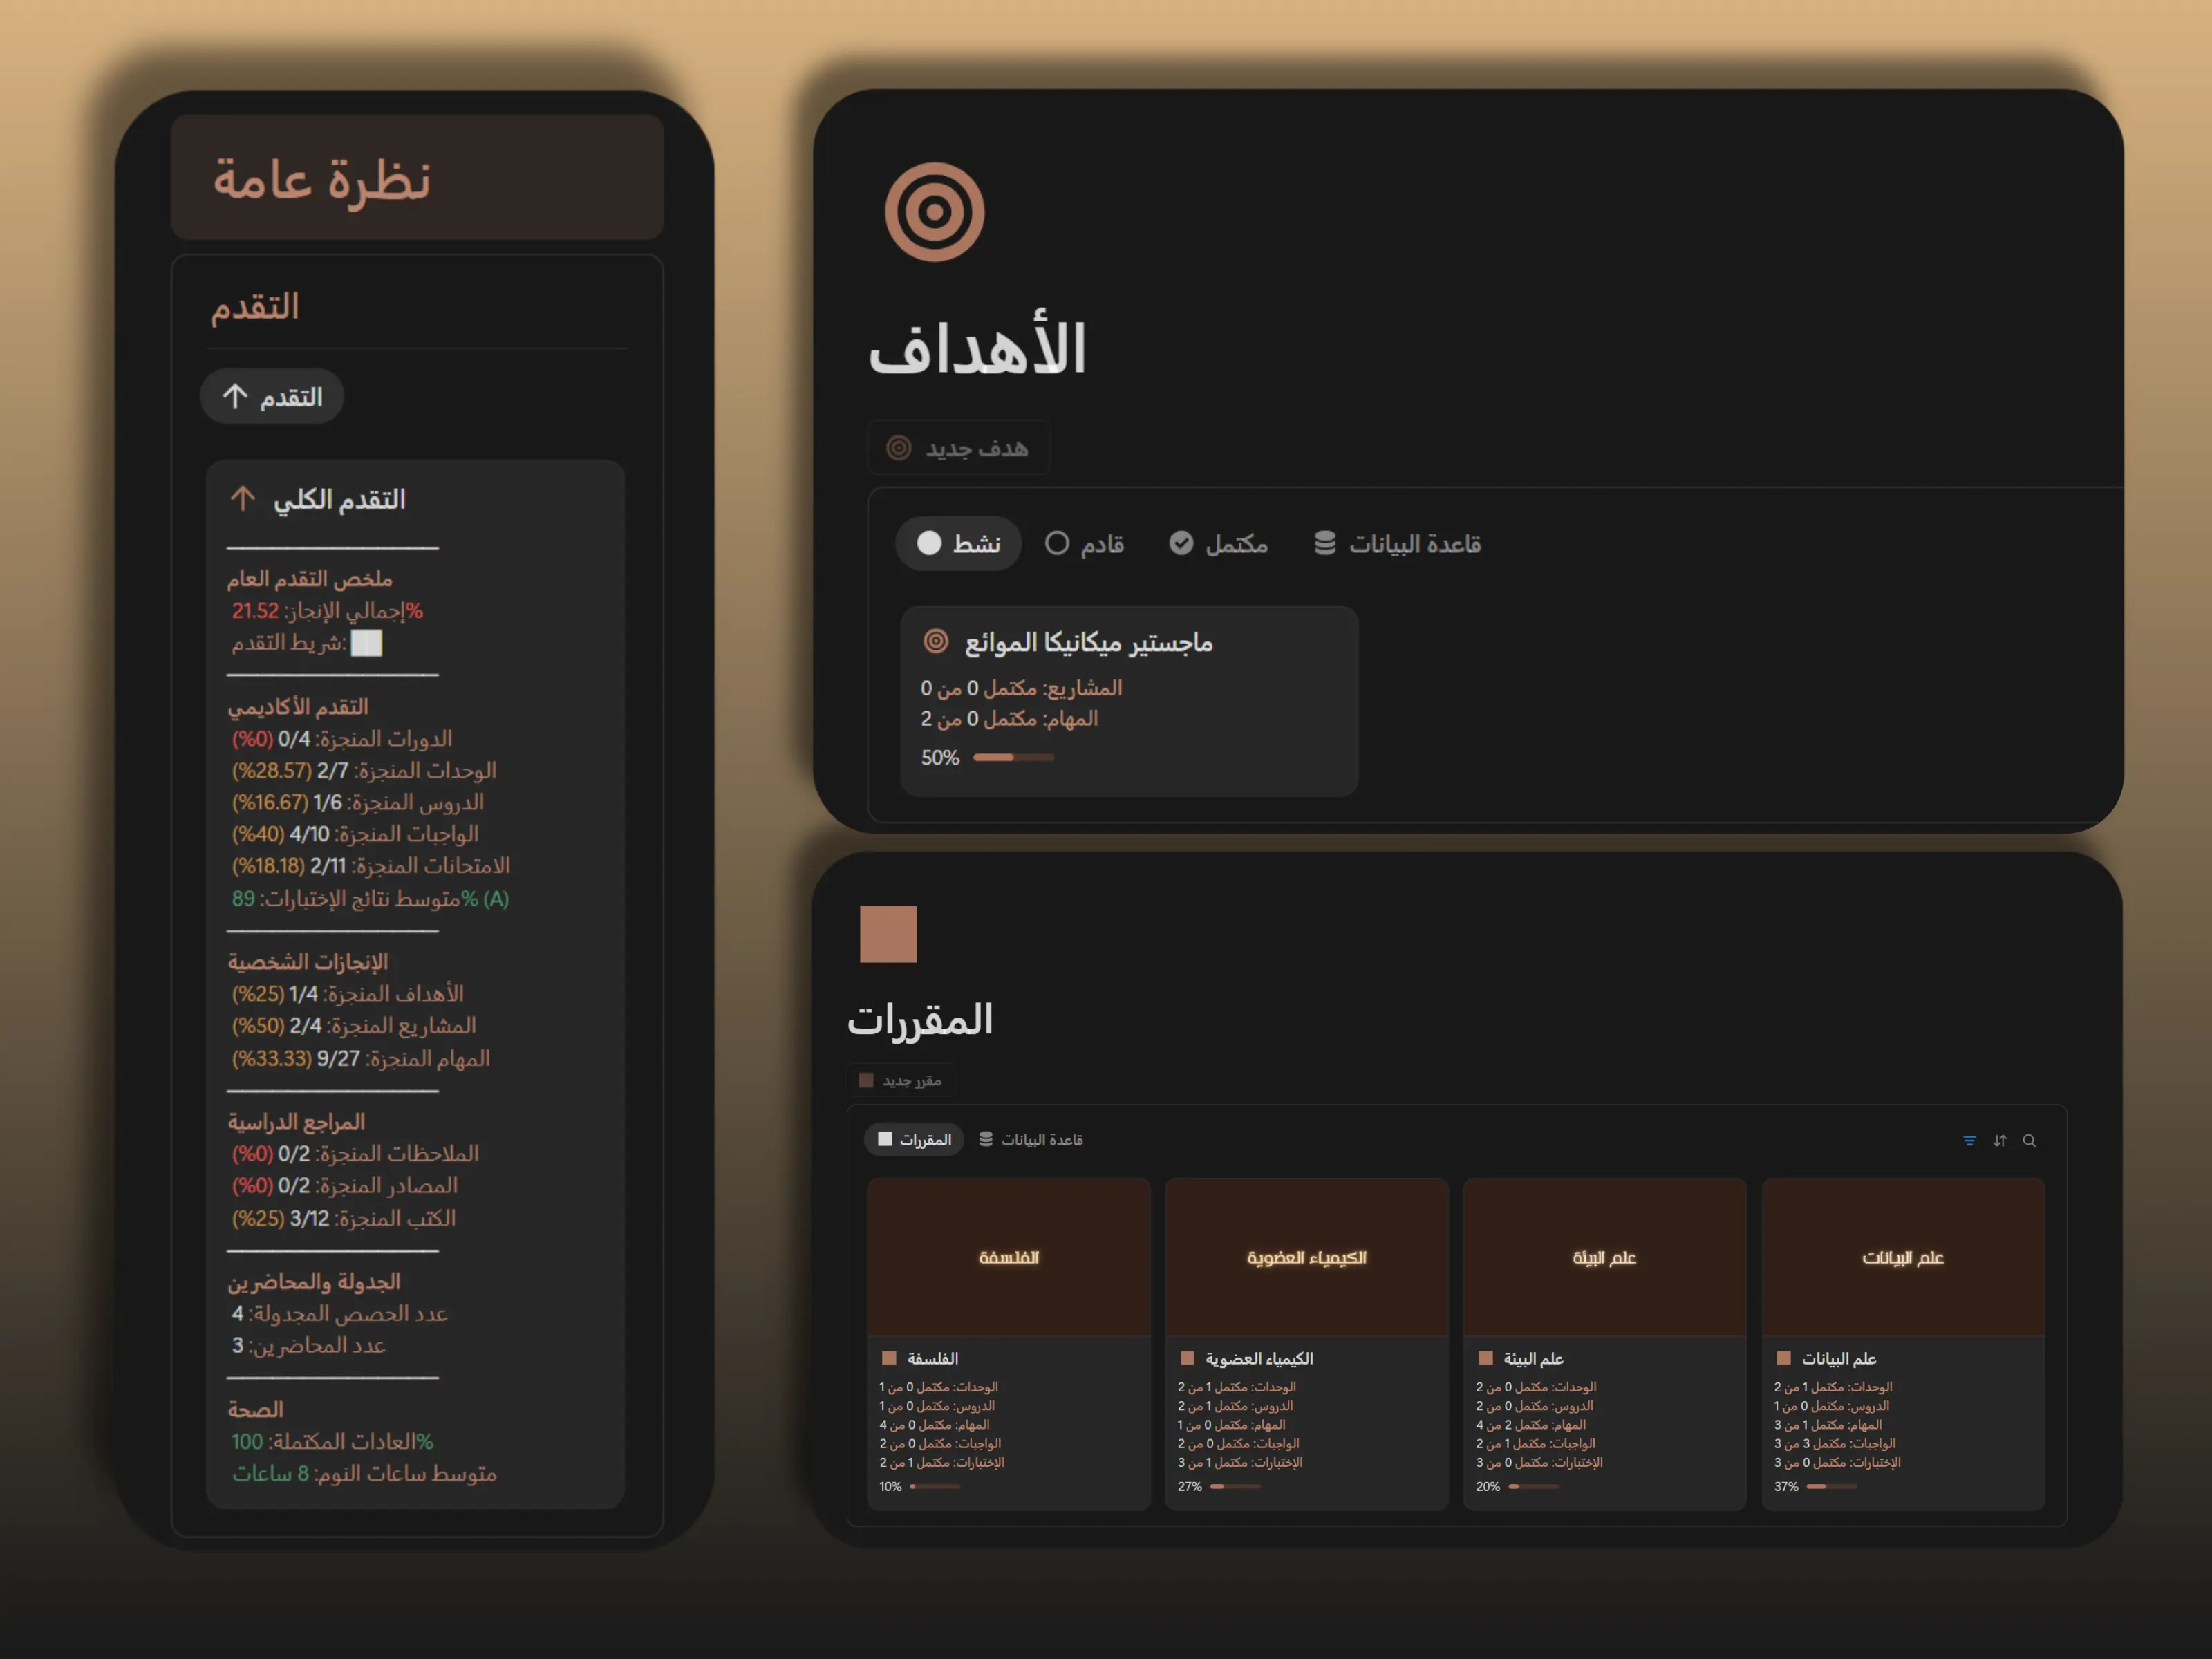 نظرة عامة
التقدم
التقدم
التقدم الكلي
ملخص التقدم العام
%إجمالي الإنجاز: 21.52
شريط التقدم:
التقدم الأكاديمي
الدورات المنجزة: 0/4 (%0)
الوحدات المنجزة: 2/7 (%28.57)
الدروس المنجزة: 1/6 (%16.67)
الواجبات المنجزة: 4/10 (%40)
الامتحانات المنجزة: 2/11 (%18.18)
(A) %متوسط نتائج الإختبارات: 89
الإنجازات الشخصية
الأهداف المنجزة: 1/4 (%25)
المشاريع المنجزة: 2/4 (%50)
المهام المنجزة: 9/27 (%33.33)
المراجع الدراسية
الملاحظات المنجزة: 0/2 (%0)
المصادر المنجزة: 0/2 (%0)
الكتب المنجزة: 3/12 (%25)
الجدولة والمحاضرين
عدد الحصص المجدولة: 4
عدد المحاضرين: 3
الصحة
%العادات المكتملة: 100
متوسط ساعات النوم: 8 ساعات
الأهداف
هدف جديد
نشط
قادم
مكتمل
قاعدة البيانات
ماجستير ميكانيكا الموائع
المشاريع: مكتمل 0 من 0
المهام: مكتمل 0 من 2
50%
المقررات
مقرر جديد
المقررات
قاعدة البيانات
الفلسفة
الفلسفة
الوحدات: مكتمل 0 من 1
الدروس: مكتمل 0 من 1
المهام: مكتمل 0 من 4
الواجبات: مكتمل 0 من 2
الإختبارات: مكتمل 1 من 2
10%
الكيمياء العضوية
الكيمياء العضوية
الوحدات: مكتمل 1 من 2
الدروس: مكتمل 1 من 2
المهام: مكتمل 0 من 1
الواجبات: مكتمل 0 من 2
الإختبارات: مكتمل 1 من 3
27%
علم البيئة
علم البيئة
الوحدات: مكتمل 0 من 2
الدروس: مكتمل 0 من 2
المهام: مكتمل 2 من 4
الواجبات: مكتمل 1 من 2
الإختبارات: مكتمل 0 من 3
20%
علم البيانات
علم البيانات
الوحدات: مكتمل 1 من 2
الدروس: مكتمل 0 من 1
المهام: مكتمل 1 من 3
الواجبات: مكتمل 3 من 3
الإختبارات: مكتمل 0 من 3
37%